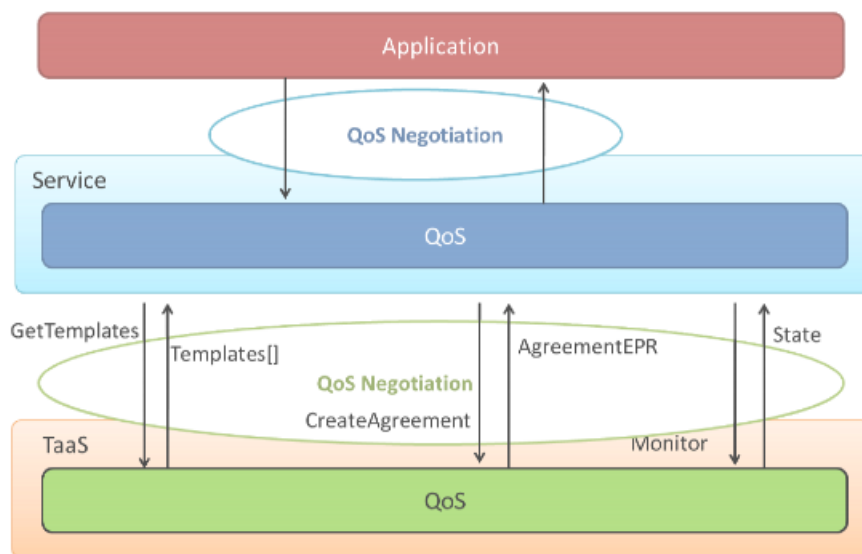 Application
QoS Negotiation
Service
QoS
GetTemplates
Templates[]
AgreementEPR
State
QoS Negotiation
CreateAgreement
Monitor
TaaS
QoS